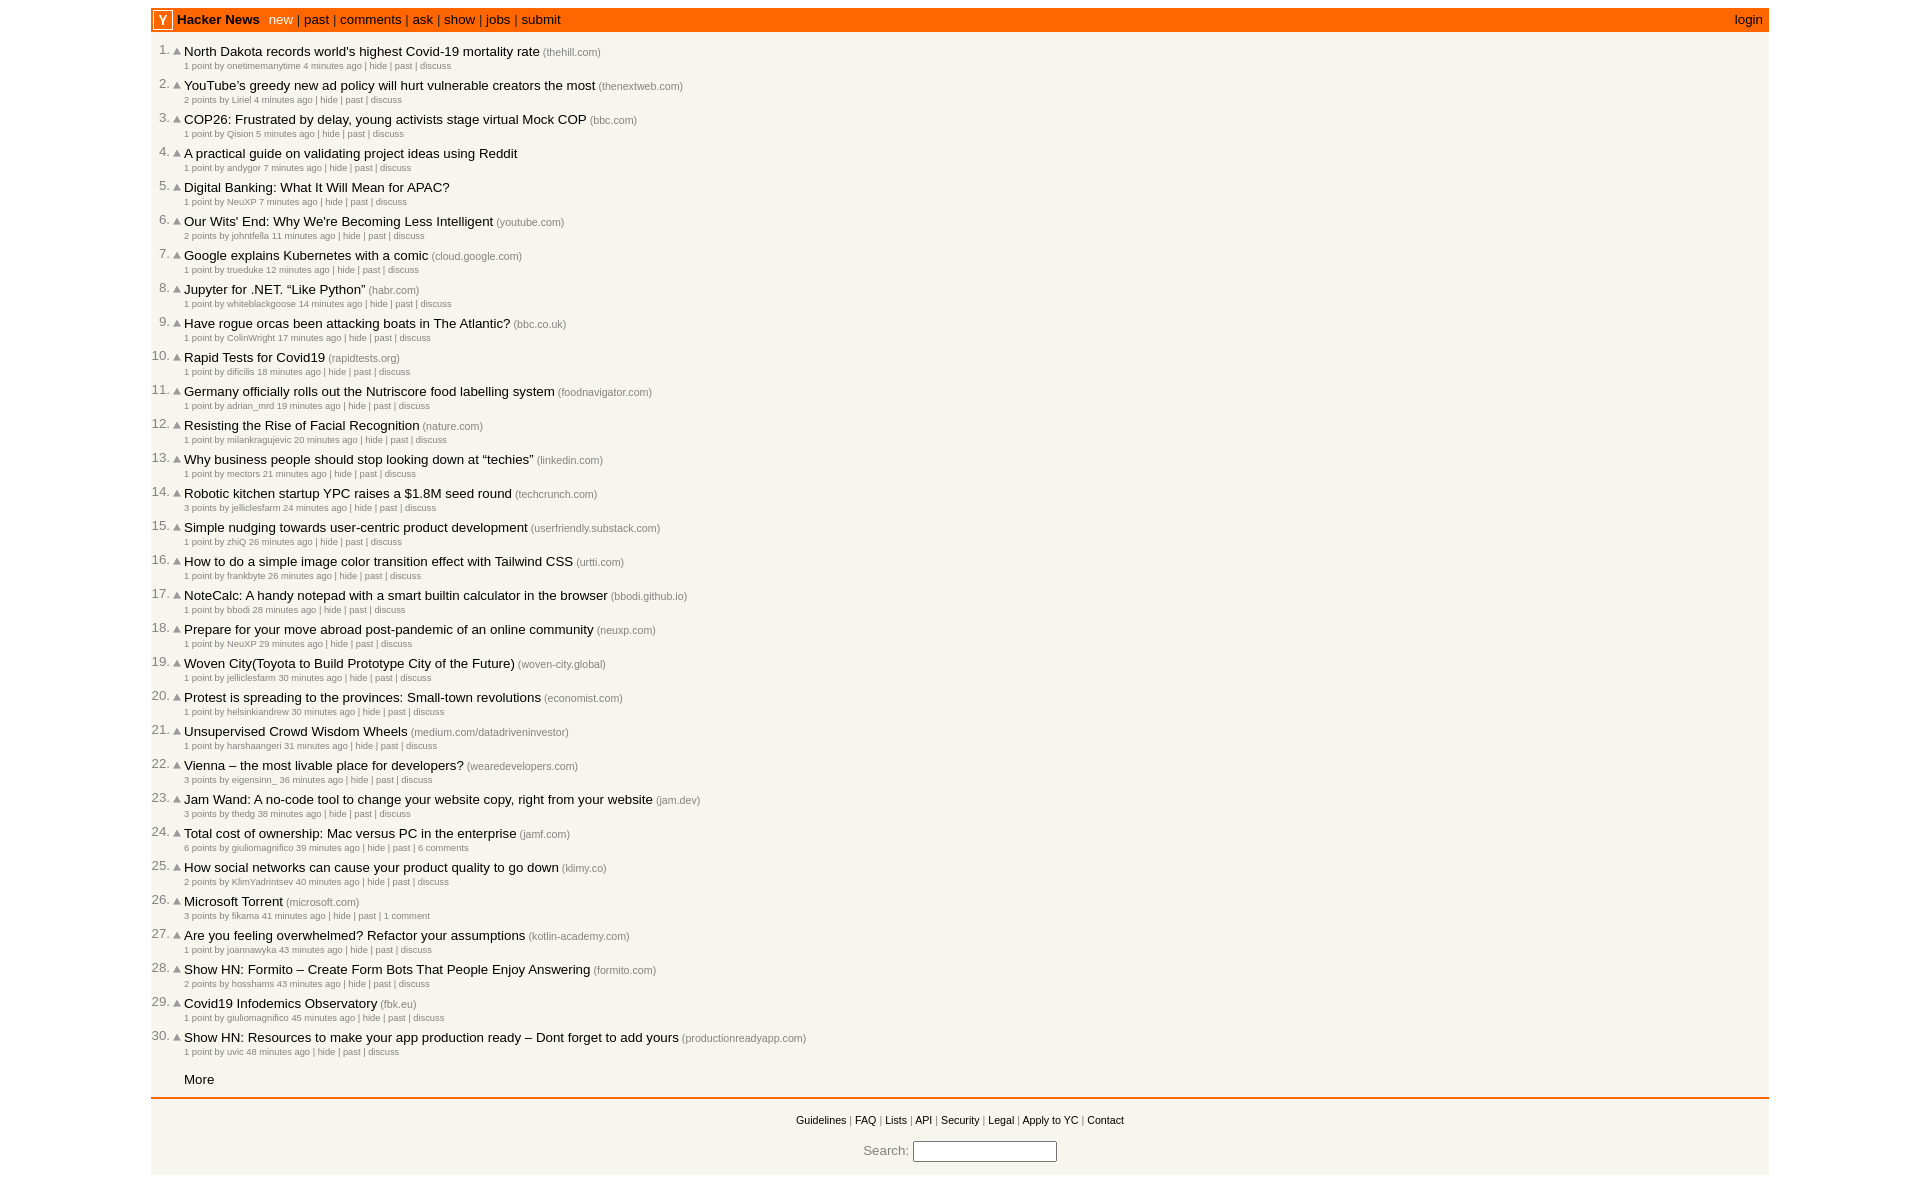 Y Hacker News new | past | comments | ask | show | jobs | submit login
1. North Dakota records world's highest Covid-19 mortality rate (thehill.com)
1 point by onetimemanytime 4 minutes ago | hide | past | discuss
2. YouTube’s greedy new ad policy will hurt vulnerable creators the most (thenextweb.com)
2 points by Liriel 4 minutes ago | hide | past | discuss
3. COP26: Frustrated by delay, young activists stage virtual Mock COP (bbc.com)
1 point by Qision 5 minutes ago | hide | past | discuss
4. A practical guide on validating project ideas using Reddit
1 point by andygor 7 minutes ago | hide | past | discuss
5. Digital Banking: What It Will Mean for APAC?
1 point by NeuXP 7 minutes ago | hide | past | discuss
6. Our Wits' End: Why We're Becoming Less Intelligent (youtube.com)
2 points by johntfella 11 minutes ago | hide | past | discuss
7. Google explains Kubernetes with a comic (cloud.google.com)
1 point by trueduke 12 minutes ago | hide | past | discuss
8. Jupyter for .NET. “Like Python” (habr.com)
1 point by whiteblackgoose 14 minutes ago | hide | past | discuss
9. Have rogue orcas been attacking boats in The Atlantic? (bbc.co.uk)
1 point by ColinWright 17 minutes ago | hide | past | discuss
10. Rapid Tests for Covid19 (rapidtests.org)
1 point by dificilis 18 minutes ago | hide | past | discuss
11. Germany officially rolls out the Nutriscore food labelling system (foodnavigator.com)
1 point by adrian_mrd 19 minutes ago | hide | past | discuss
12. Resisting the Rise of Facial Recognition (nature.com)
1 point by milankragujevic 20 minutes ago | hide | past | discuss
13. Why business people should stop looking down at “techies” (linkedin.com)
1 point by mectors 21 minutes ago | hide | past | discuss
14. Robotic kitchen startup YPC raises a $1.8M seed round (techcrunch.com)
3 points by jelliclesfarm 24 minutes ago | hide | past | discuss
15. Simple nudging towards user-centric product development (userfriendly.substack.com)
1 point by zhiQ 26 minutes ago | hide | past | discuss
16. How to do a simple image color transition effect with Tailwind CSS (urtti.com)
1 point by frankbyte 26 minutes ago | hide | past | discuss
17. NoteCalc: A handy notepad with a smart builtin calculator in the browser (bbodi.github.io)
1 point by bbodi 28 minutes ago | hide | past | discuss
18. Prepare for your move abroad post-pandemic of an online community (neuxp.com)
1 point by NeuXP 29 minutes ago | hide | past | discuss
19. Woven City(Toyota to Build Prototype City of the Future) (woven-city.global)
1 point by jelliclesfarm 30 minutes ago | hide | past | discuss
20. Protest is spreading to the provinces: Small-town revolutions (economist.com)
1 point by helsinkiandrew 30 minutes ago | hide | past | discuss
21. Unsupervised Crowd Wisdom Wheels (medium.com/datadriveninvestor)
1 point by harshaangeri 31 minutes ago | hide | past | discuss
22. Vienna – the most livable place for developers? (wearedevelopers.com)
3 points by eigensinn_ 36 minutes ago | hide | past | discuss
23. Jam Wand: A no-code tool to change your website copy, right from your website (jam.dev)
3 points by thedg 38 minutes ago | hide | past | discuss
24. Total cost of ownership: Mac versus PC in the enterprise (jamf.com)
6 points by giuliomagnifico 39 minutes ago | hide | past | 6 comments
25. How social networks can cause your product quality to go down (klimy.co)
2 points by KlimYadrintsev 40 minutes ago | hide | past | discuss
26. Microsoft Torrent (microsoft.com)
3 points by fikama 41 minutes ago | hide | past | 1 comment
27. Are you feeling overwhelmed? Refactor your assumptions (kotlin-academy.com)
1 point by joannawyka 43 minutes ago | hide | past | discuss
28. Show HN: Formito – Create Form Bots That People Enjoy Answering (formito.com)
2 points by hosshams 43 minutes ago | hide | past | discuss
29. Covid19 Infodemics Observatory (fbk.eu)
1 point by giuliomagnifico 45 minutes ago | hide | past | discuss
30. Show HN: Resources to make your app production ready – Dont forget to add yours (productionreadyapp.com)
1 point by uvic 48 minutes ago | hide | past | discuss
More
Guidelines | FAQ | Lists | API | Security | Legal | Apply to YC | Contact
Search: